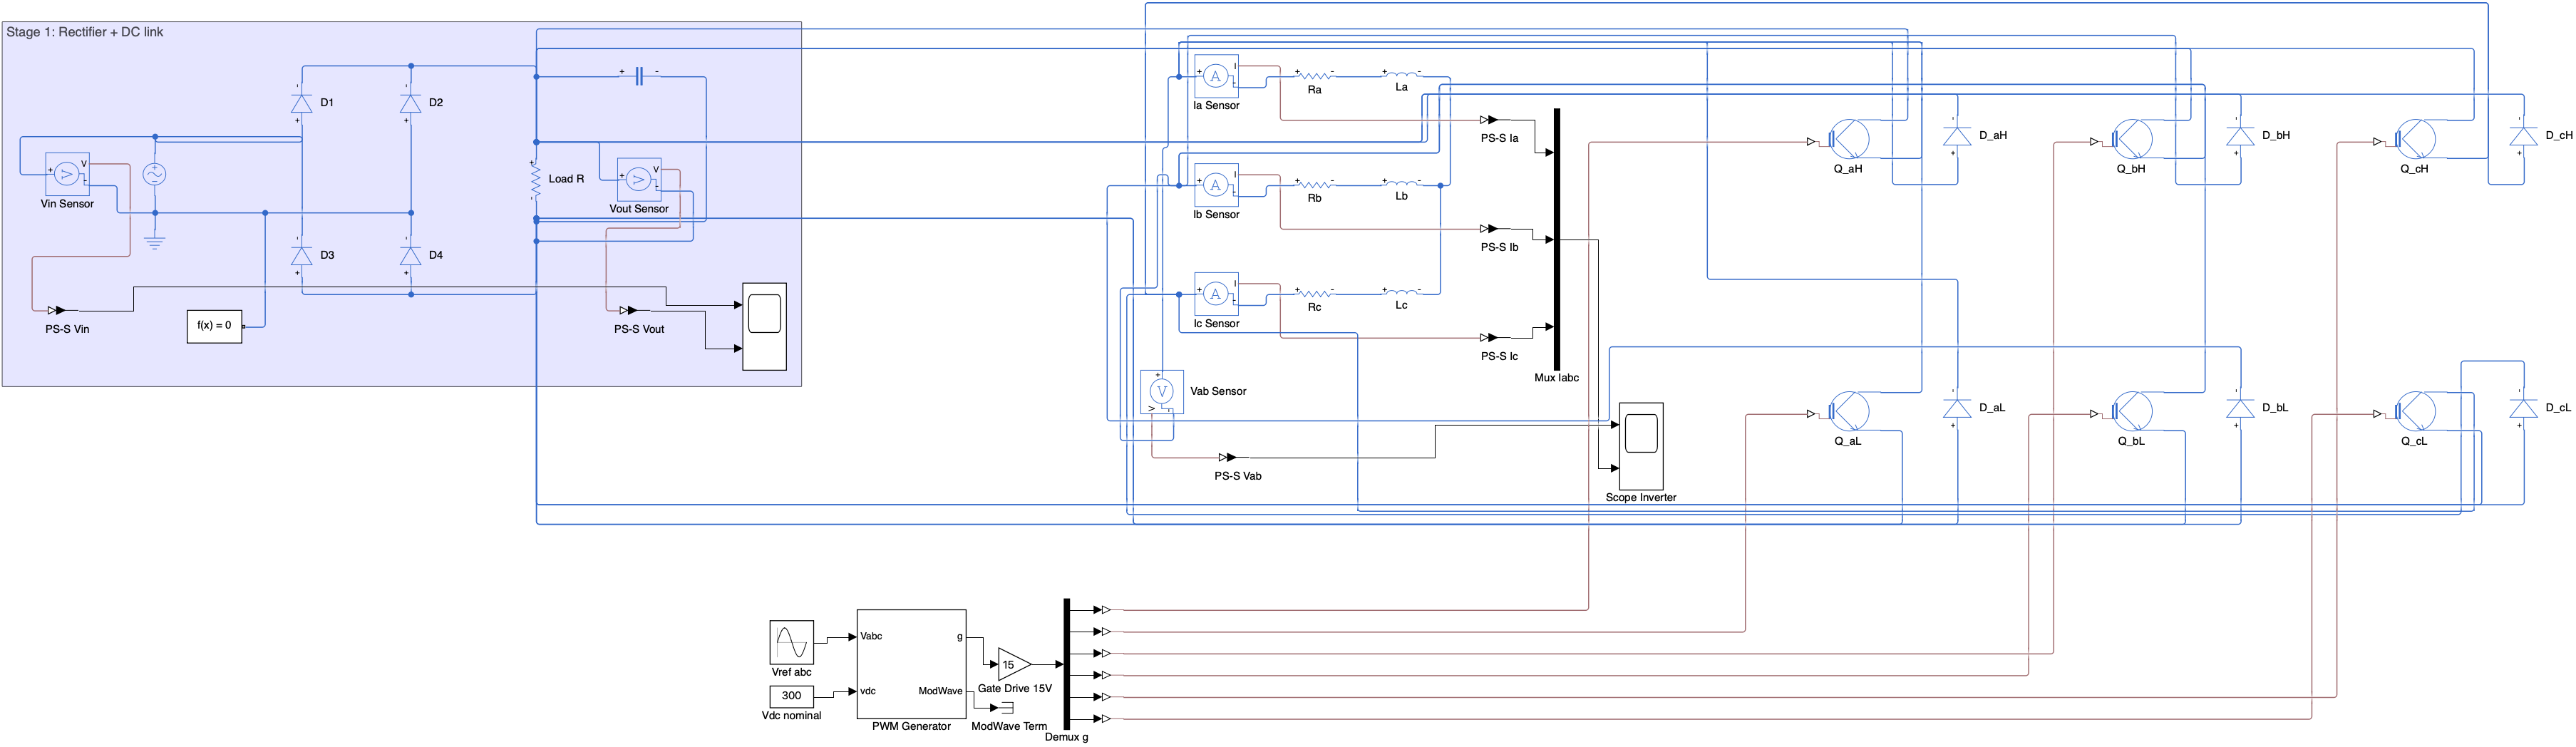 Stage 1: Rectifier + DC link
D1
D2
Vin Sensor
V
Load R
Vout Sensor
V
D3
D4
PS-S Vin
f(x) = 0
PS-S Vout
A
I
Ia Sensor
Ra
La
PS-S Ia
A
I
Ib Sensor
Rb
Lb
PS-S Ib
A
I
Ic Sensor
Rc
Lc
PS-S Ic
Mux Iabc
V
V
Vab Sensor
PS-S Vab
Scope Inverter
Q_aH
D_aH
Q_bH
D_bH
Q_cH
D_cH
Q_aL
D_aL
Q_bL
D_bL
Q_cL
D_cL
Vref abc
300
Vdc nominal
Vabc
g
vdc
ModWave
PWM Generator
15
Gate Drive 15V
ModWave Term
Demux g